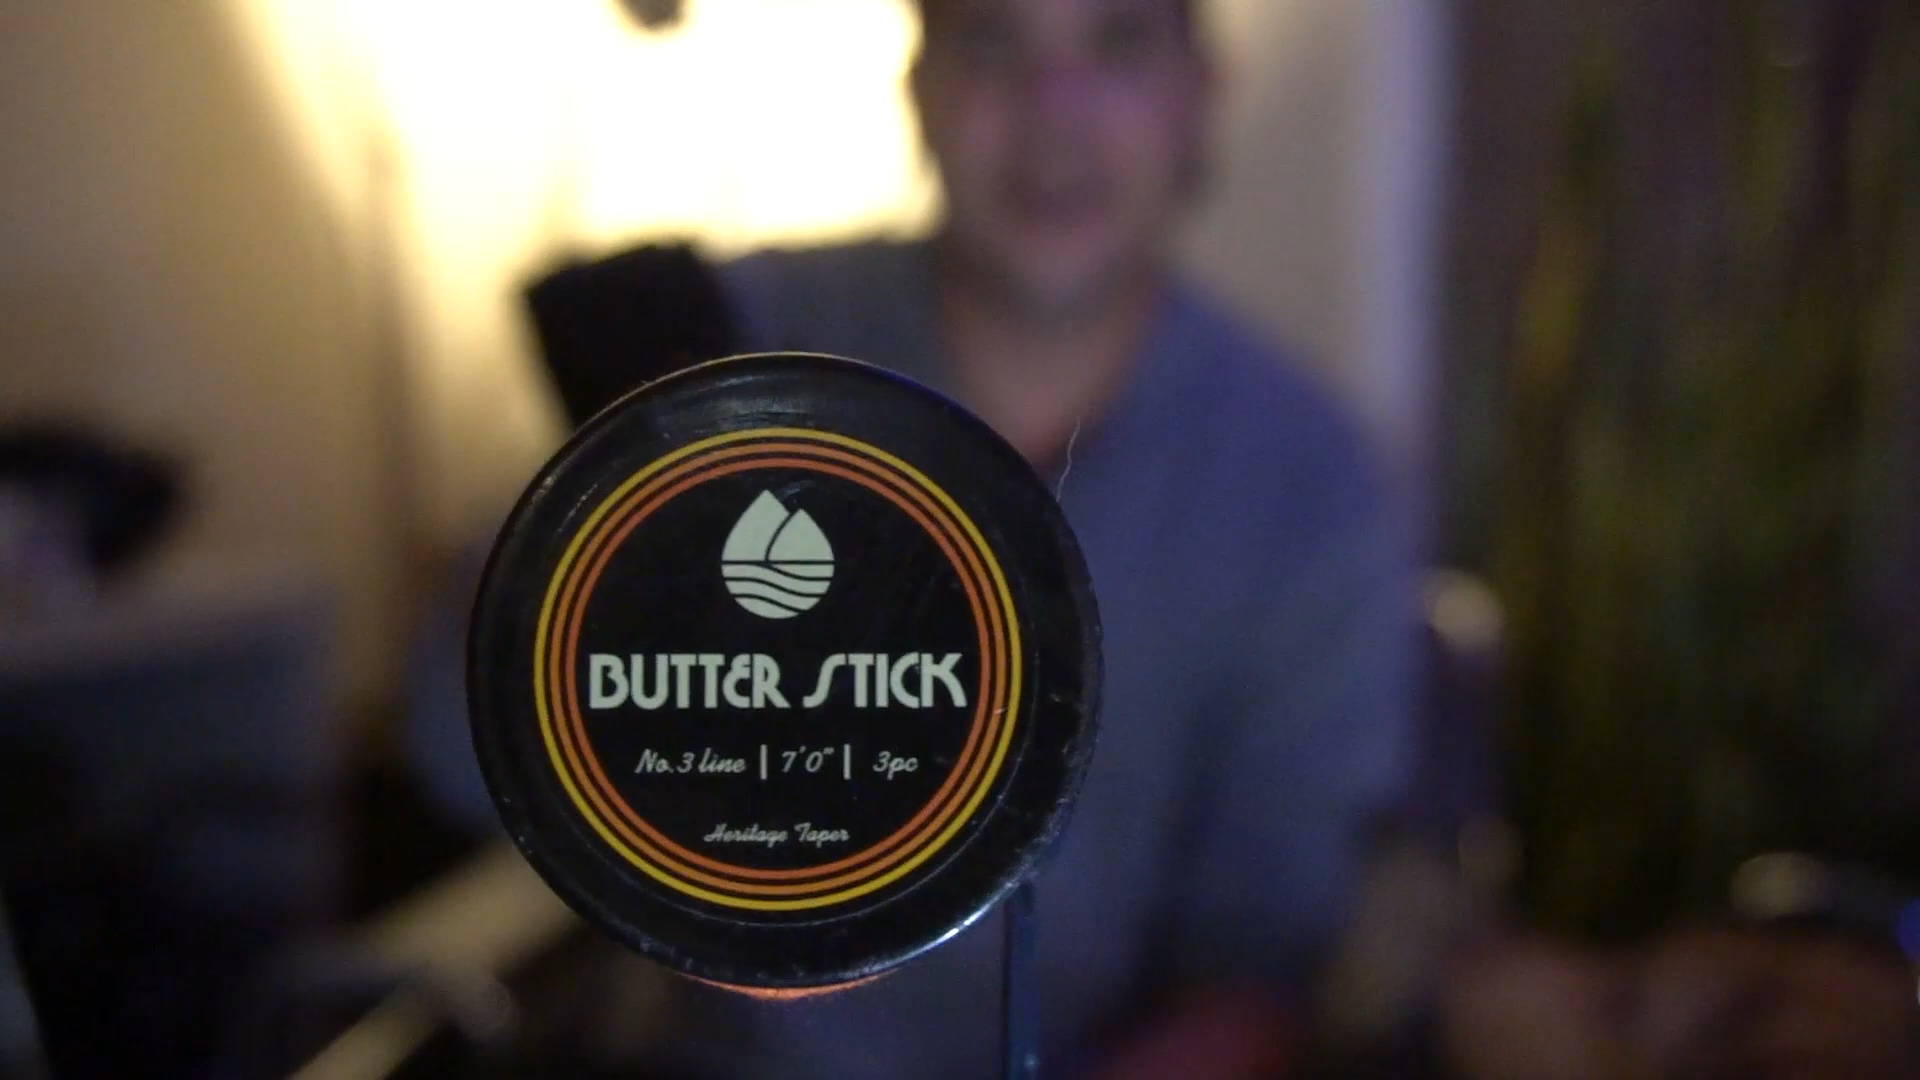 BUTTER STICK
No.3 line | 7'0" | 3pc
Heritage Taper